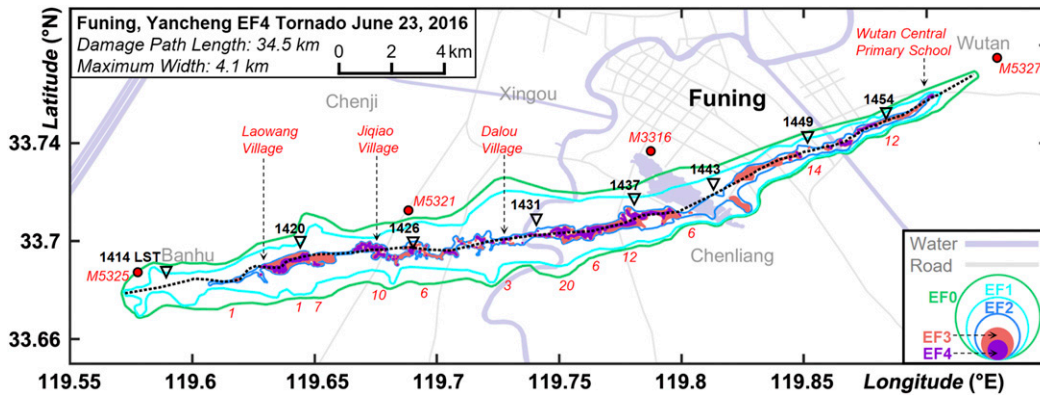 Funing, Yancheng EF4 Tornado June 23, 2016
Damage Path Length: 34.5 km
Maximum Width: 4.1 km
0 2 4 km
Latitude (°N)
33.74
33.7
33.66
Wutan Central
Primary School
Wutan
M5327
Chenji
Xingou
Funing
1454
1449
12
Laowang
Village
Jiqiao
Village
Dalou
Village
M3316
14
M5321
1443
1437
1431
1420
1426
6
Chenliang
12
1414 LST
Banhu
M5325
6
1
1
7
10
6
3
20
Water
Road
EF0
EF1
EF2
EF3
EF4
119.55
119.6
119.65
119.7
119.75
119.8
119.85
Longitude (°E)